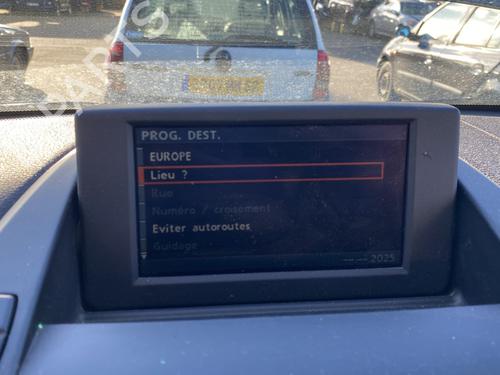 PROG. DEST.
EUROPE
Lieu ?
Rue
Numéro / croisement
Eviter autoroutes
Guidage
--.--.2025